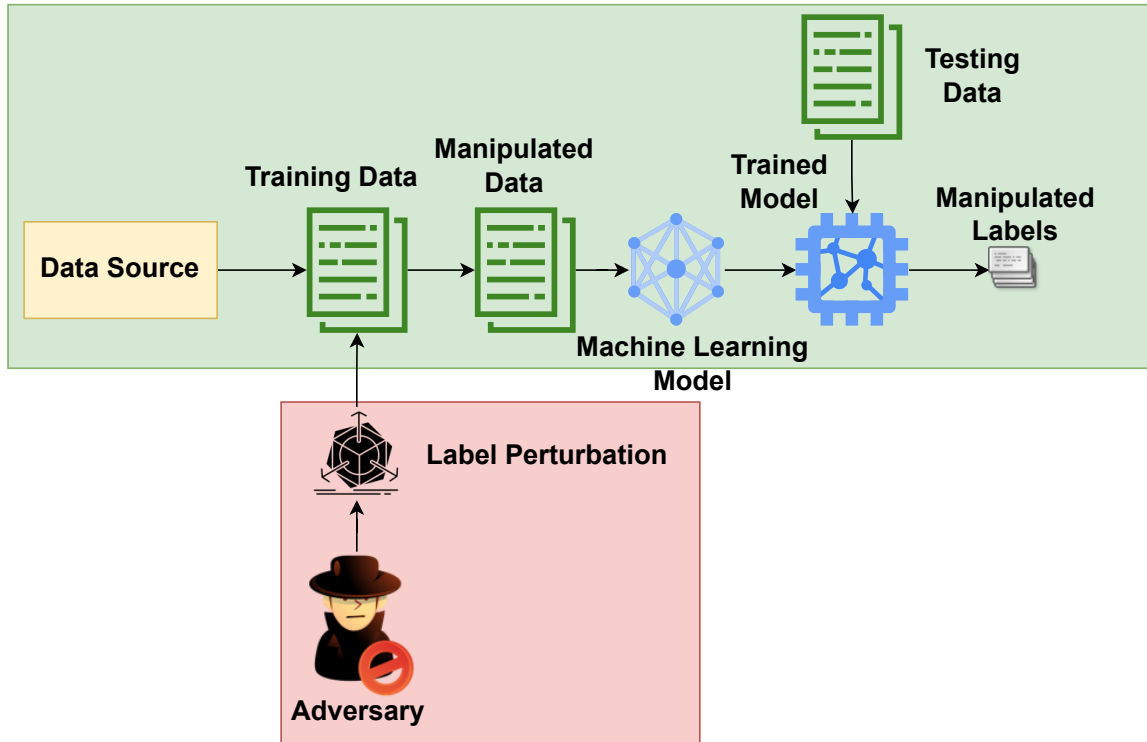 Testing
Data
Manipulated
Data
Training Data
Trained
Model
Manipulated
Labels
Data Source
Machine Learning
Model
Label Perturbation
Adversary